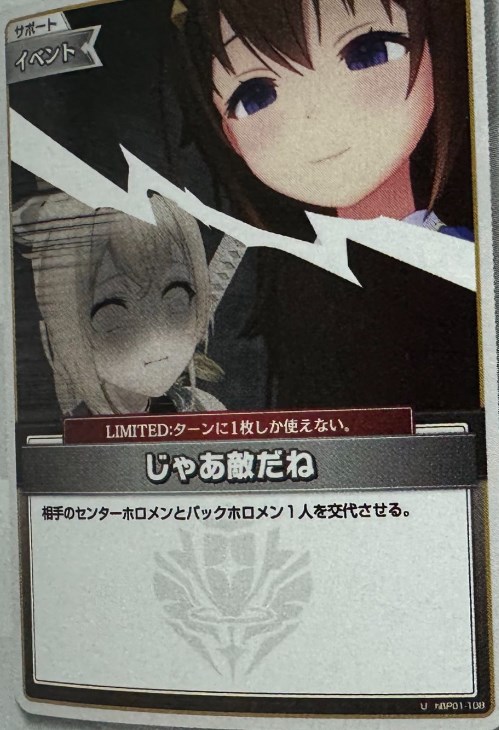 サポート
イベント
LIMITED:ターンに1枚しか使えない。
じゃあ敵だね
相手のセンターホロメンとバックホロメン1人を交代させる。
U hBP01-108